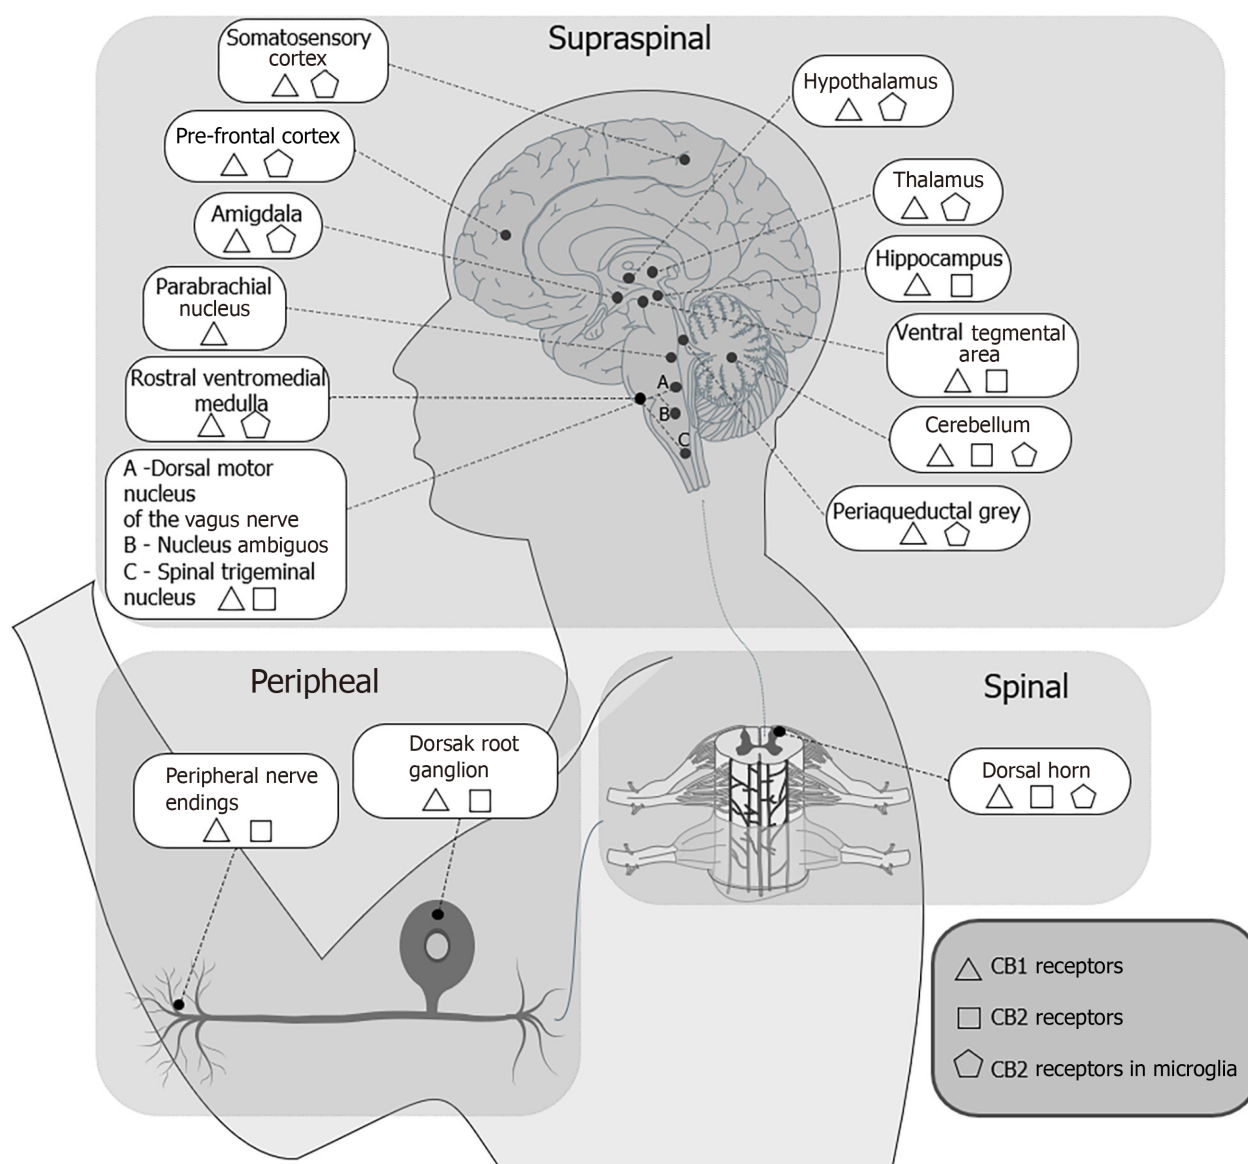 Supraspinal
Somatosensory
cortex
Pre-frontal cortex
Amigdala
Parabrachial
nucleus
Rostral ventromedial
medulla
A -Dorsal motor
nucleus
of the vagus nerve
B - Nucleus ambiguos
C - Spinal trigeminal
nucleus
Hypothalamus
Thalamus
Hippocampus
Ventral tegmental
area
Cerebellum
Periaqueductal grey
A
B
C
Peripheal
Dorsak root
ganglion
Peripheral nerve
endings
Spinal
Dorsal horn
CB1 receptors
CB2 receptors
CB2 receptors in microglia